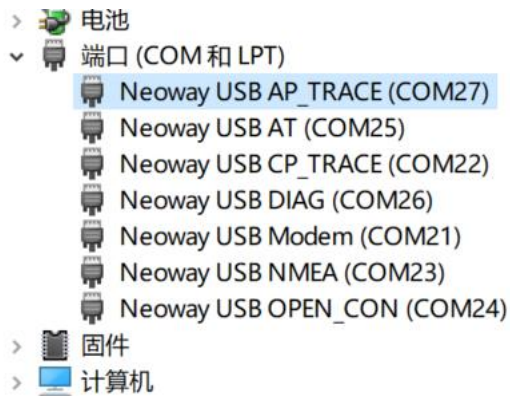 电池
端口 (COM 和 LPT)
Neoway USB AP_TRACE (COM27)
Neoway USB AT (COM25)
Neoway USB CP_TRACE (COM22)
Neoway USB DIAG (COM26)
Neoway USB Modem (COM21)
Neoway USB NMEA (COM23)
Neoway USB OPEN_CON (COM24)
固件
计算机